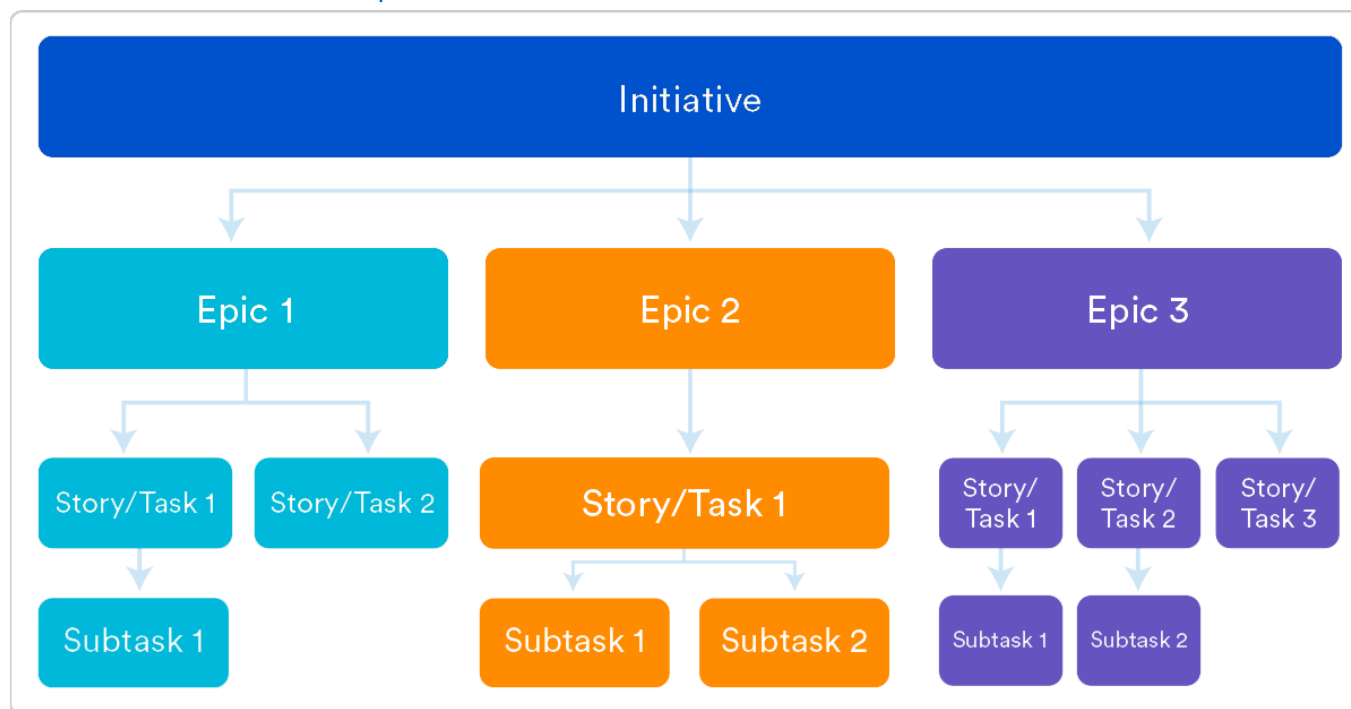 Initiative
Epic 1
Epic 2
Epic 3
Story/Task 1
Story/Task 2
Story/Task 1
Story/
Task 1
Story/
Task 2
Story/
Task 3
Subtask 1
Subtask 1
Subtask 2
Subtask 1
Subtask 2